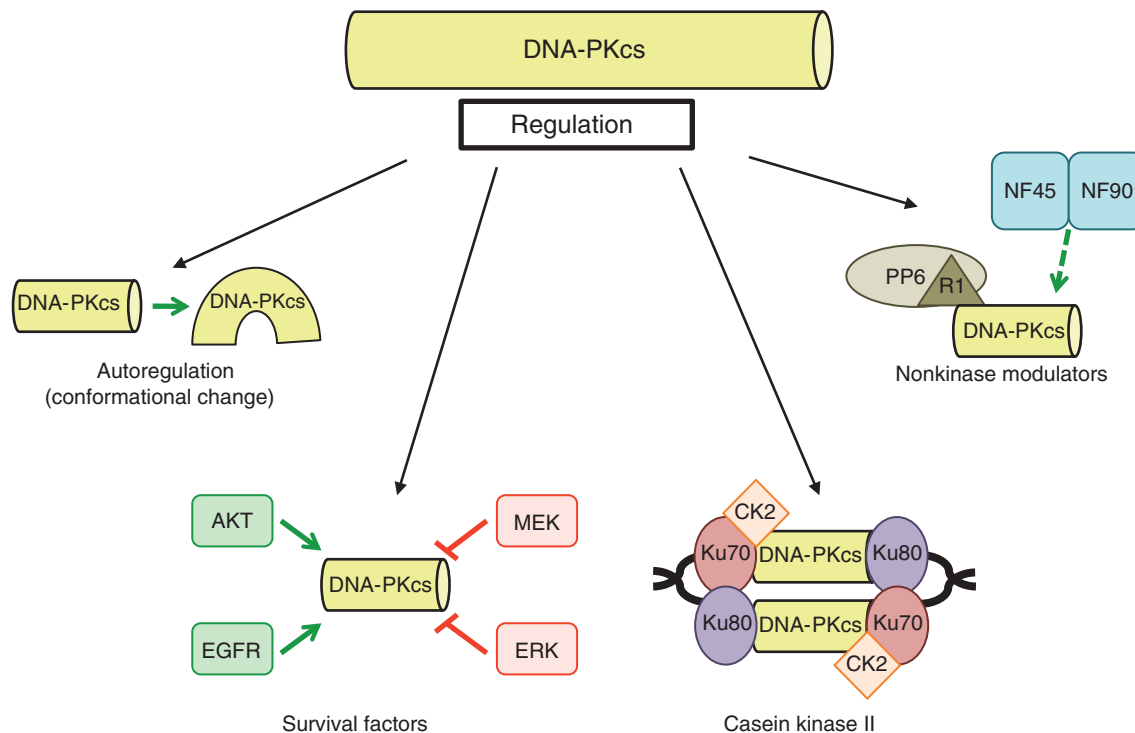 DNA-PKcs
Regulation
NF45 NF90
PP6
R1
DNA-PKcs
Nonkinase modulators
DNA-PKcs
DNA-PKcs
Autoregulation
(conformational change)
AKT
MEK
DNA-PKcs
EGFR
ERK
Survival factors
CK2
Ku70 DNA-PKcs Ku80
Ku80 DNA-PKcs Ku70
CK2
Casein kinase II